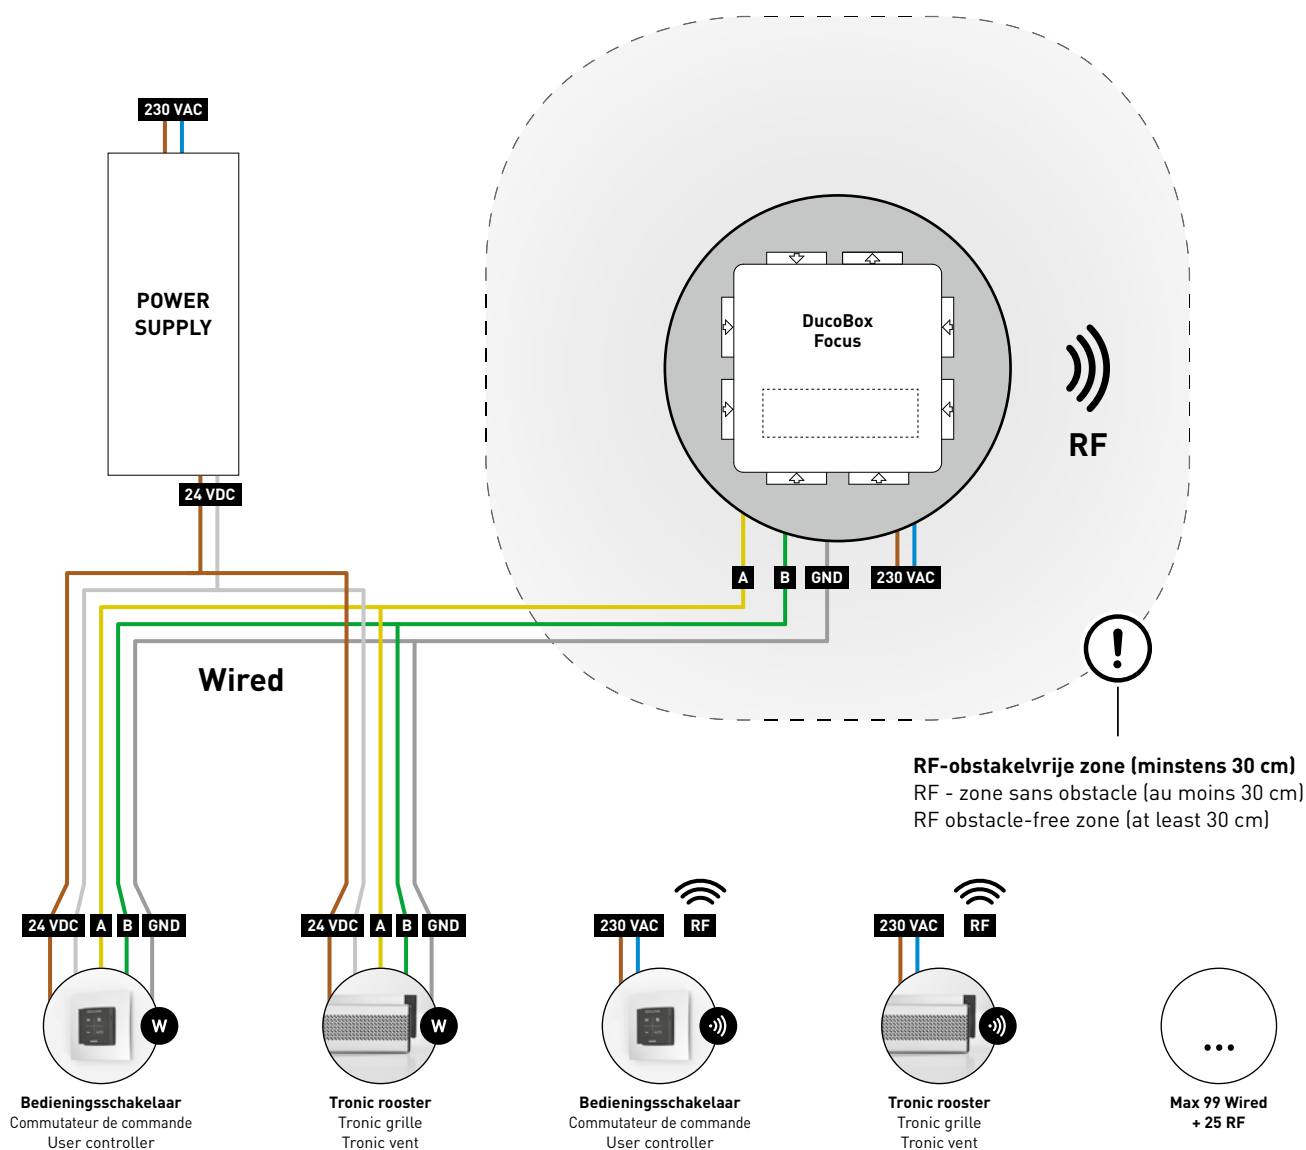 230 VAC
POWER
SUPPLY
24 VDC
DucoBox
Focus
RF
A
B
GND
230 VAC
Wired
!
RF-obstakelvrije zone (minstens 30 cm)
RF - zone sans obstacle (au moins 30 cm)
RF obstacle-free zone (at least 30 cm)
24 VDC
A
B
GND
24 VDC
A
B
GND
230 VAC
RF
230 VAC
RF
W
W
...
Bedieningsschakelaar
Commutateur de commande
User controller
Tronic rooster
Tronic grille
Tronic vent
Bedieningsschakelaar
Commutateur de commande
User controller
Tronic rooster
Tronic grille
Tronic vent
Max 99 Wired
+ 25 RF